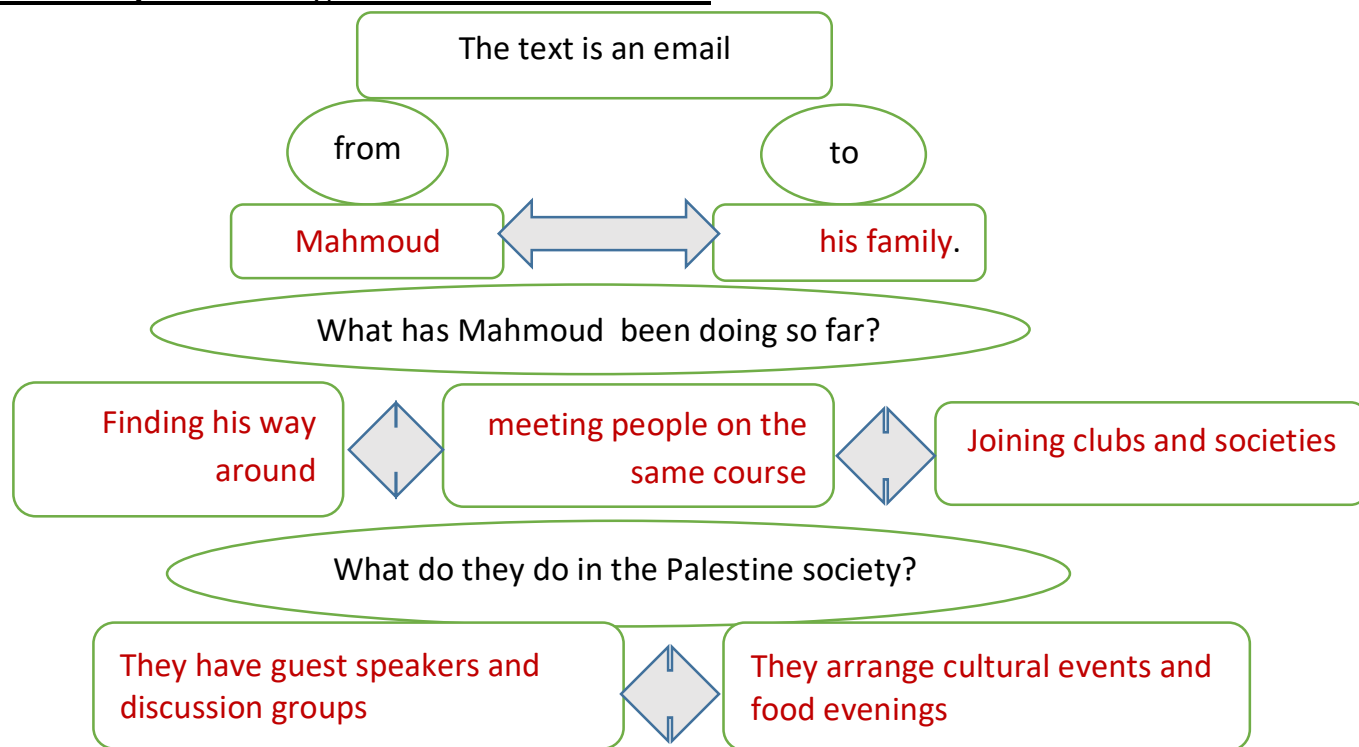 The text is an email
from
to
Mahmoud
his family.
What has Mahmoud  been doing so far?
Finding his way
around
meeting people on the
same course
Joining clubs and societies
What do they do in the Palestine society?
They have guest speakers and
discussion groups
They arrange cultural events and
food evenings